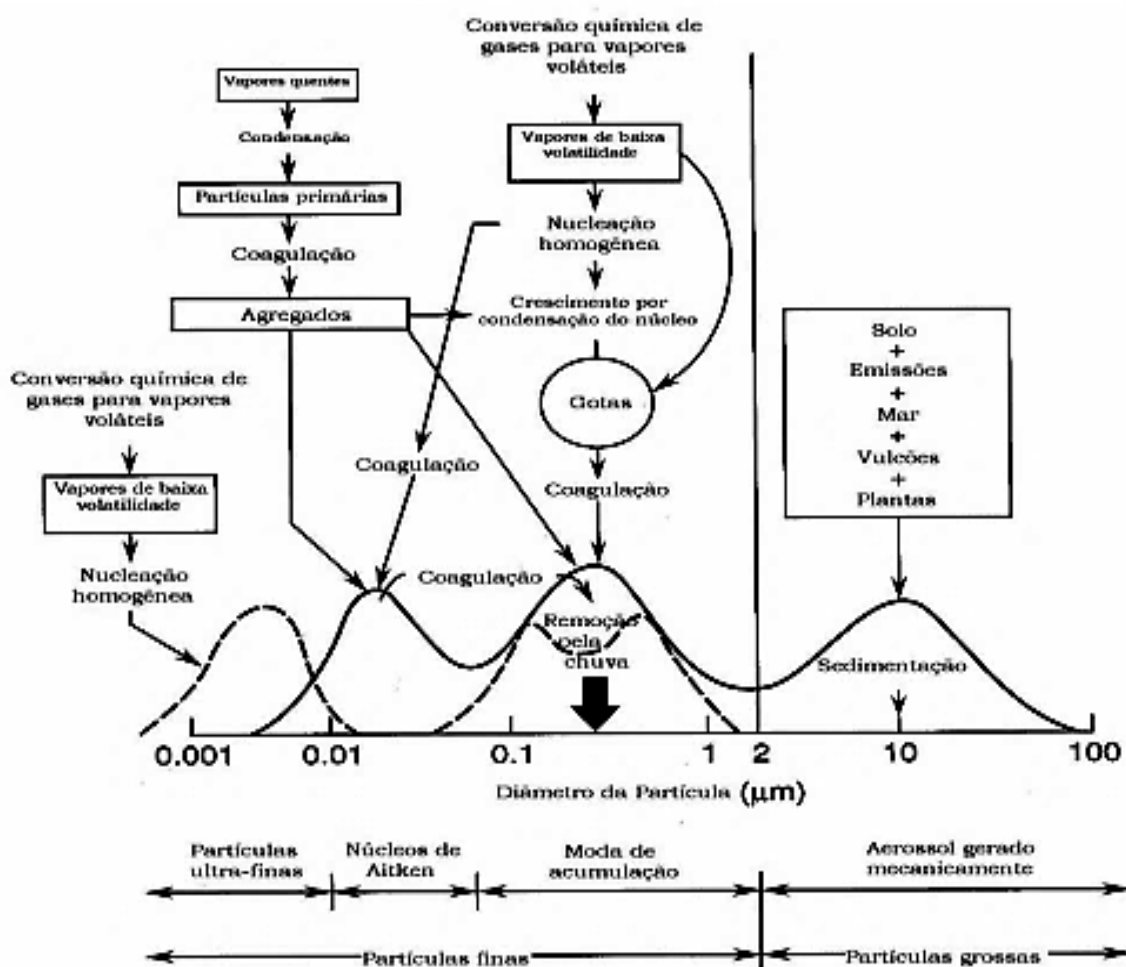 Conversão química de
gases para vapores
voláteis
Vapores quentes
Condensação
Vapores de baixa
volatilidade
Partículas primárias
Coagulação
Nucleação
homogênea
Agregados
Crescimento por
condensação do núcleo
Solo
+
Emissões
+
Mar
+
Vulcões
+
Plantas
Conversão química de
gases para vapores
voláteis
Gotas
Vapores de baixa
volatilidade
Coagulação
Coagulação
Nucleação
homogênea
Coagulação
Remoção
pela
chuva
Sedimentação
0.001 0.01 0.1 1 2 10 100
Diâmetro da Partícula (μm)
Partículas
ultra-finas
Núcleos de
Aitken
Moda de
acumulação
Aerossol gerado
mecanicamente
Partículas finas
Partículas grossas